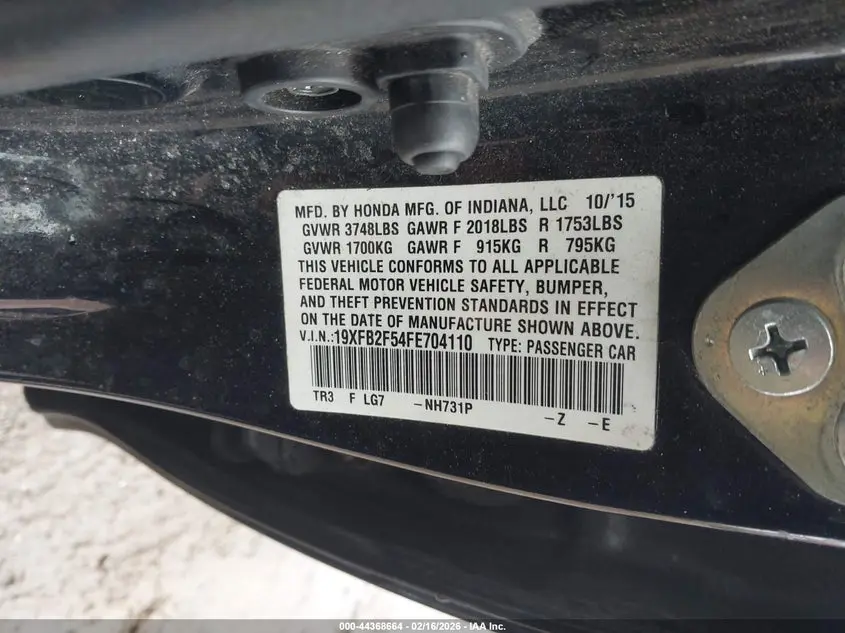 MFD. BY HONDA MFG. OF INDIANA, LLC 10/'15
GVWR 3748LBS GAWR F 2018LBS R 1753LBS
GVWR 1700KG GAWR F 915KG R 795KG
THIS VEHICLE CONFORMS TO ALL APPLICABLE
FEDERAL MOTOR VEHICLE SAFETY, BUMPER,
AND THEFT PREVENTION STANDARDS IN EFFECT
ON THE DATE OF MANUFACTURE SHOWN ABOVE.
V.I.N.:19XFB2F54FE704110 TYPE: PASSENGER CAR
TR3 F LG7 -NH731P -Z -E
000-44368664 - 02/16/2026 - IAA Inc.